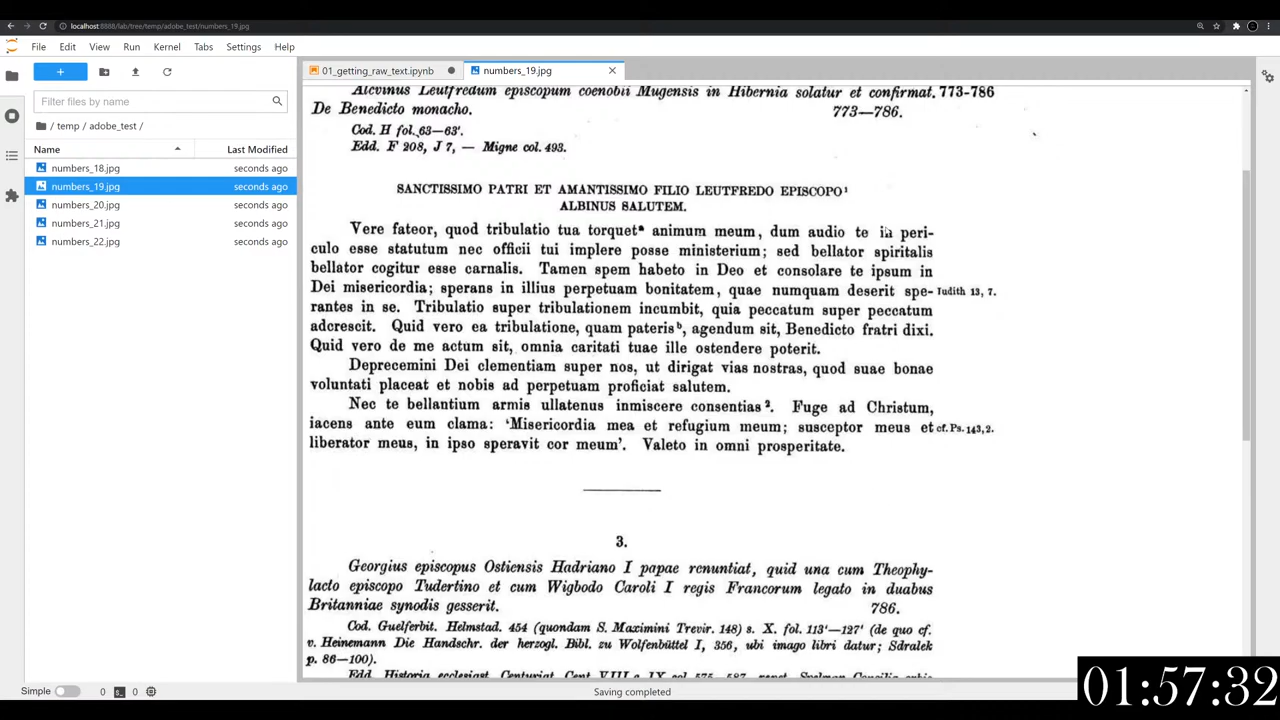 localhost:8888/lab/tree/temp/adobe_test/numbers_19.jpg
File Edit View Run Kernel Tabs Settings Help
01_getting_raw_text.ipynb
numbers_19.jpg
Filter files by name
/ temp / adobe_test /
Name Last Modified
numbers_18.jpg seconds ago
numbers_19.jpg seconds ago
numbers_20.jpg seconds ago
numbers_21.jpg seconds ago
numbers_22.jpg seconds ago
Alcvinus Leutfredum episcopum coenobii Mugensis in Hibernia solatur et confirmat. 773-786
De Benedicto monacho. 773—786.
Cod. H fol. 63—63'.
Edd. F 208, J 7, — Migne col. 493.
SANCTISSIMO PATRI ET AMANTISSIMO FILIO LEUTFREDO EPISCOPO¹
ALBINUS SALUTEM.
Vere fateor, quod tribulatio tua torquetᵃ animum meum, dum audio te in peri-
culo esse statutum nec officii tui implere posse ministerium; sed bellator spiritalis
bellator cogitur esse carnalis. Tamen spem habeto in Deo et consolare te ipsum in
Dei misericordia; sperans in illius perpetuam bonitatem, quae numquam deserit spe- Iudith 13, 7.
rantes in se. Tribulatio super tribulationem incumbit, quia peccatum super peccatum
adcrescit. Quid vero ea tribulatione, quam paterisᵇ, agendum sit, Benedicto fratri dixi.
Quid vero de me actum sit, omnia caritati tuae ille ostendere poterit.
Deprecemini Dei clementiam super nos, ut dirigat vias nostras, quod suae bonae
voluntati placeat et nobis ad perpetuam proficiat salutem.
Nec te bellantium armis ullatenus inmiscere consentias². Fuge ad Christum,
iacens ante eum clama: 'Misericordia mea et refugium meum; susceptor meus et cf. Ps. 143, 2.
liberator meus, in ipso speravit cor meum'. Valeto in omni prosperitate.
3.
Georgius episcopus Ostiensis Hadriano I papae renuntiat, quid una cum Theophy-
lacto episcopo Tudertino et cum Wigbodo Caroli I regis Francorum legato in duabus
Britanniae synodis gesserit. 786.
Cod. Guelferbit. Helmstad. 454 (quondam S. Maximini Trevir. 148) s. X. fol. 113'—127' (de quo cf.
v. Heinemann Die Handschr. der herzogl. Bibl. zu Wolfenbüttel I, 356, ubi imago libri datur; Sdralek
p. 86—100).
Edd. Historia ecclesiast. Centuriat. Cent. VIII c. IX col. 575—587, repet. Spelman Concilia
Simple 0 0 Saving completed
01:57:32